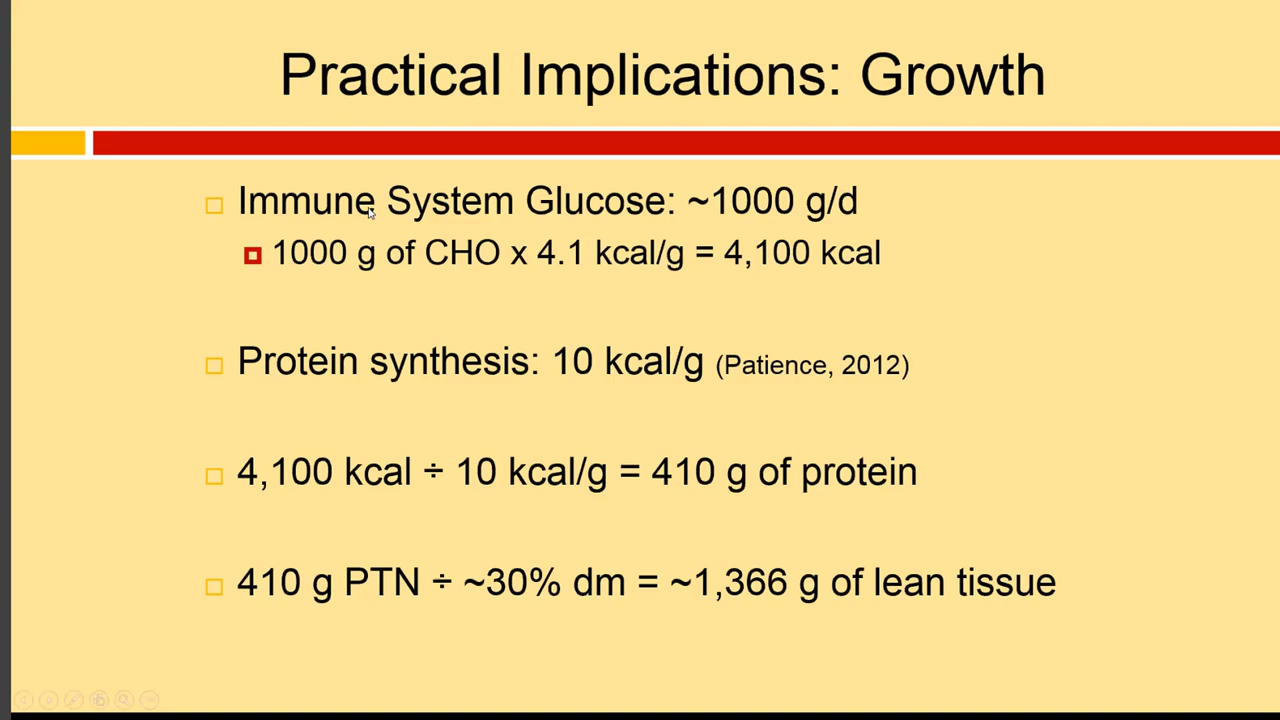 Practical Implications: Growth
Immune System Glucose: ~1000 g/d
1000 g of CHO x 4.1 kcal/g = 4,100 kcal
Protein synthesis: 10 kcal/g (Patience, 2012)
4,100 kcal ÷ 10 kcal/g = 410 g of protein
410 g PTN ÷ ~30% dm = ~1,366 g of lean tissue